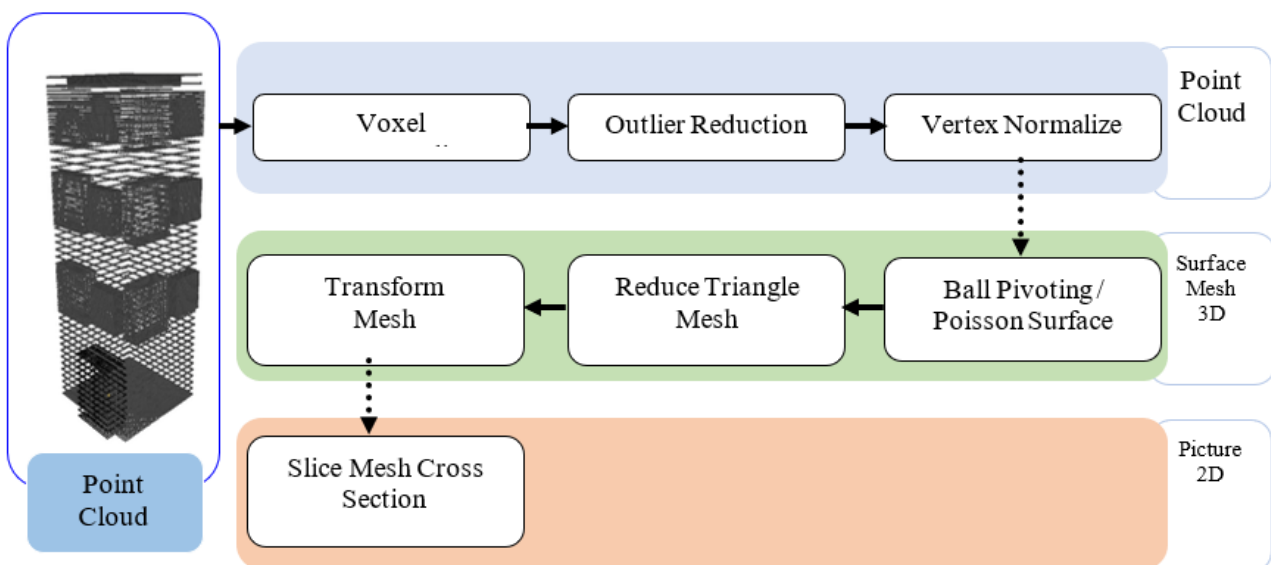 Voxel
Outlier Reduction
Vertex Normalize
Point
Cloud
Transform
Mesh
Reduce Triangle
Mesh
Ball Pivoting /
Poisson Surface
Surface
Mesh
3D
Slice Mesh Cross
Section
Picture
2D
Point
Cloud